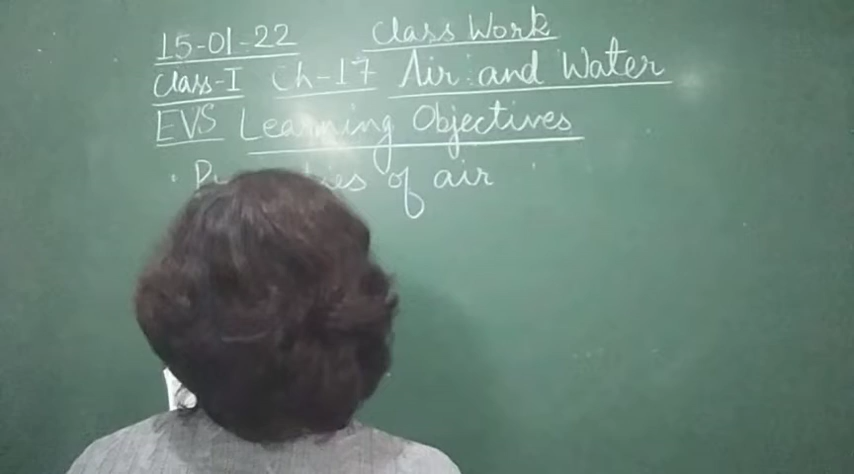 15-01-22 Class Work
Class-I Ch-17 Air and Water
EVS Learning Objectives
• of air